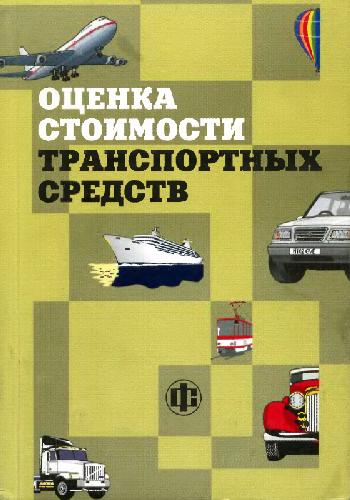 ОЦЕНКА
СТОИМОСТИ
ТРАНСПОРТНЫХ
СРЕДСТВ